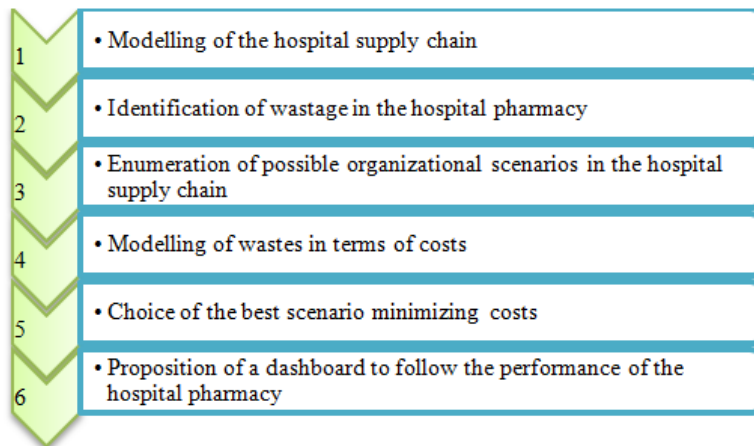 1
• Modelling of the hospital supply chain
2
• Identification of wastage in the hospital pharmacy
3
• Enumeration of possible organizational scenarios in the hospital
supply chain
4
• Modelling of wastes in terms of costs
5
• Choice of the best scenario minimizing costs
6
• Proposition of a dashboard to follow the performance of the
hospital pharmacy